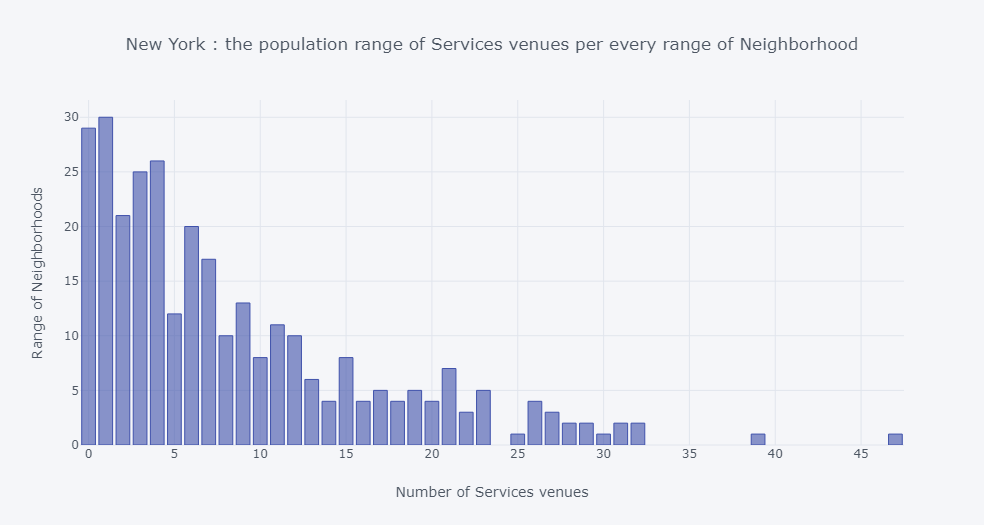 New York : the population range of Services venues per every range of Neighborhood
Range of Neighborhoods
30
25
20
15
10
5
0
0 5 10 15 20 25 30 35 40 45
Number of Services venues